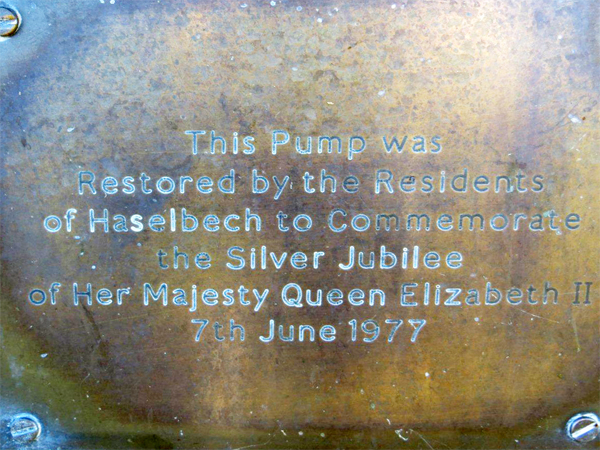 This Pump was
Restored by the Residents
of Haselbech to Commemorate
the Silver Jubilee
of Her Majesty Queen Elizabeth II
7th June 1977